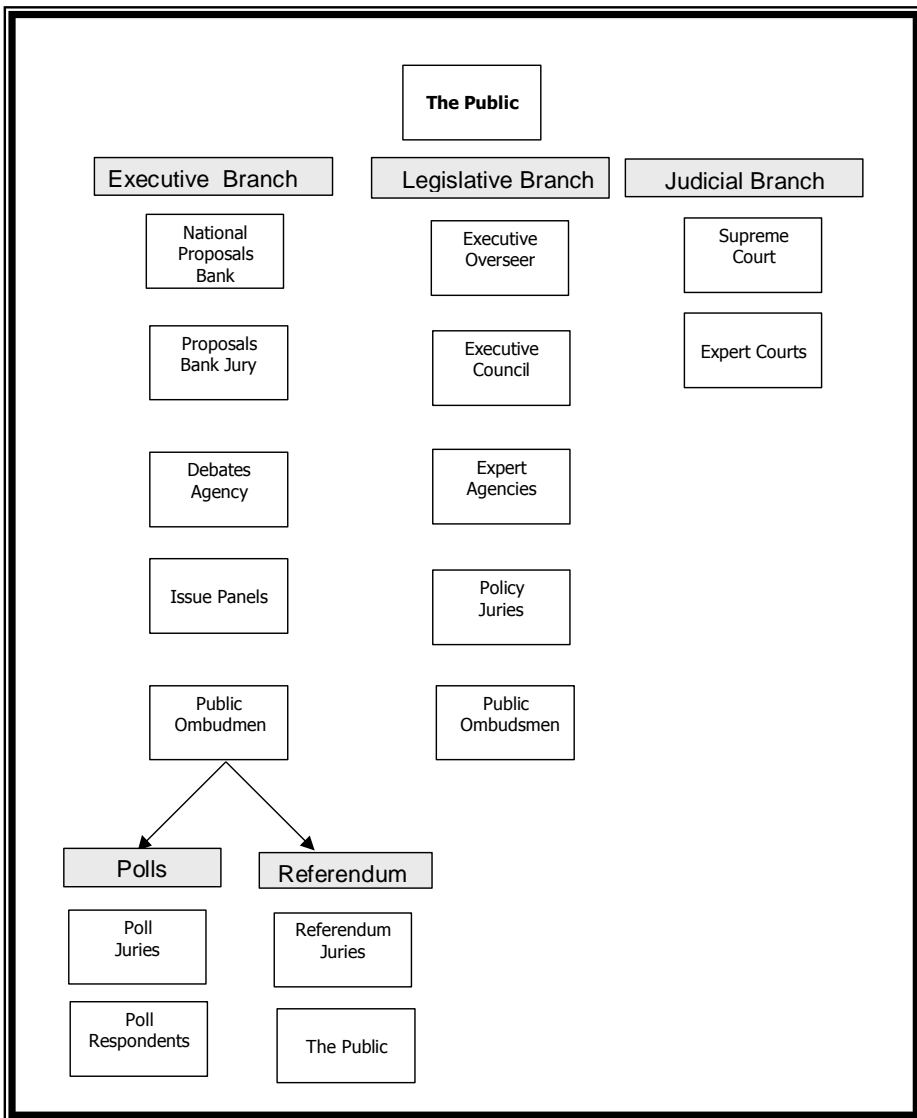 The Public
Executive Branch
Legislative Branch
Judicial Branch
National
Proposals
Bank
Executive
Overseer
Supreme
Court
Proposals
Bank Jury
Executive
Council
Expert Courts
Debates
Agency
Expert
Agencies
Issue Panels
Policy
Juries
Public
Ombudmen
Public
Ombudsmen
Polls
Referendum
Poll
Juries
Referendum
Juries
Poll
Respondents
The Public